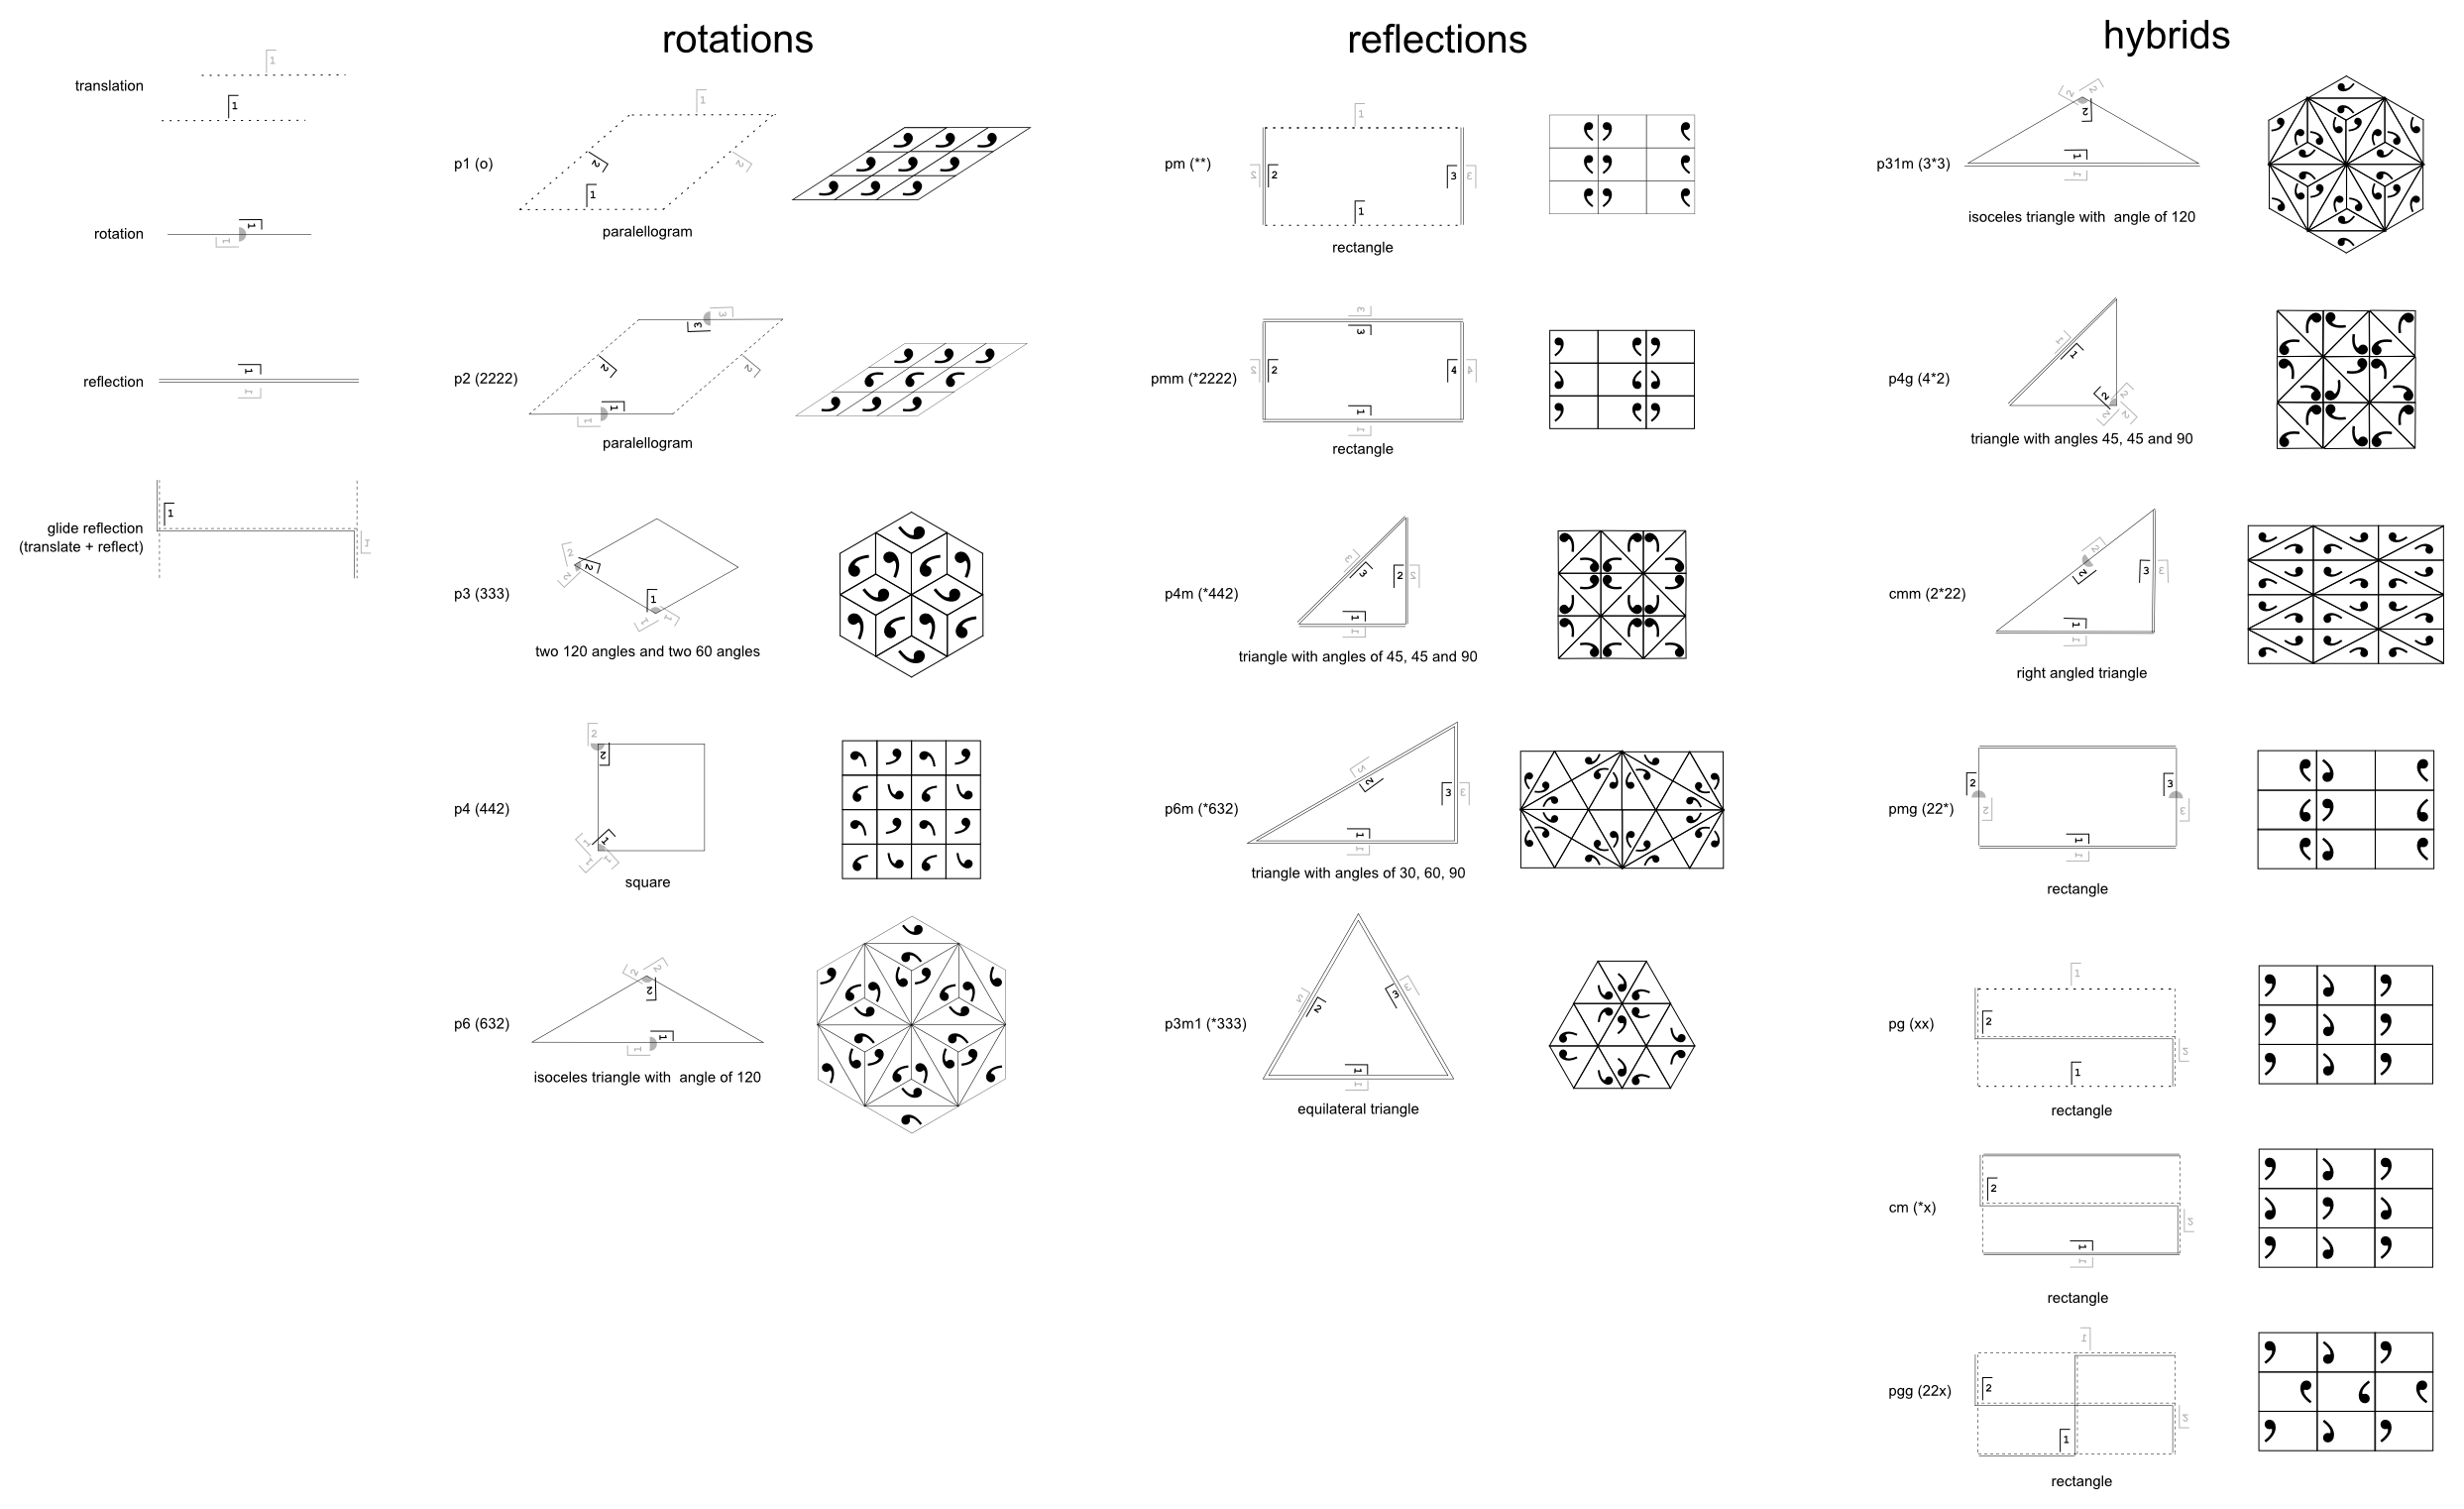 rotations
reflections
hybrids
translation
rotation
reflection
glide reflection
(translate + reflect)
p1 (o)
paralellogram
p2 (2222)
paralellogram
p3 (333)
two 120 angles and two 60 angles
p4 (442)
square
p6 (632)
isoceles triangle with angle of 120
pm (**)
rectangle
pmm (*2222)
rectangle
p4m (*442)
triangle with angles of 45, 45 and 90
p6m (*632)
triangle with angles of 30, 60, 90
p3m1 (*333)
equilateral triangle
p31m (3*3)
isoceles triangle with angle of 120
p4g (4*2)
triangle with angles 45, 45 and 90
cmm (2*22)
right angled triangle
pmg (22*)
rectangle
pg (xx)
rectangle
cm (*x)
rectangle
pgg (22x)
rectangle